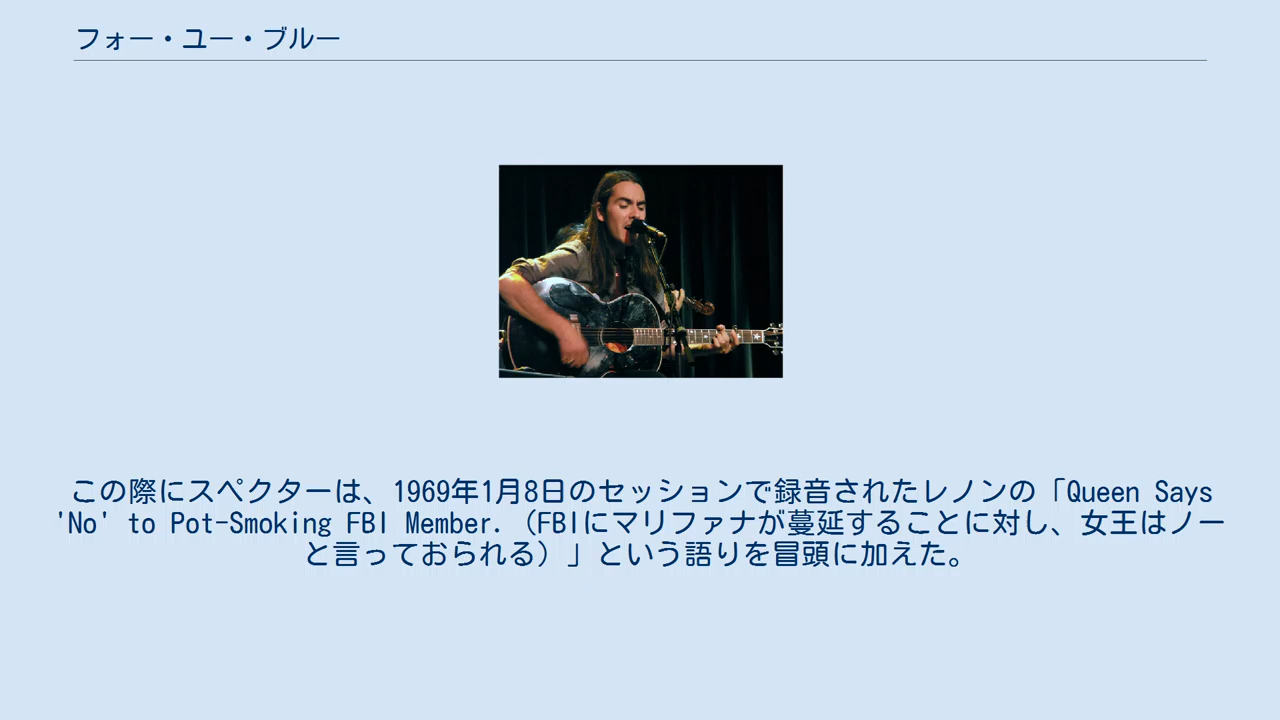 フォー・ユー・ブルー
この際にスペクターは、1969年1月8日のセッションで録音されたレノンの「Queen Says
'No' to Pot-Smoking FBI Member.（FBIにマリファナが蔓延することに対し、女王はノー
と言っておられる）」という語りを冒頭に加えた。